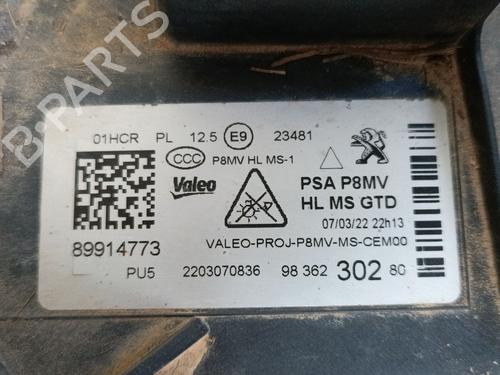 B-PARTS
01HCR PL 12.5 E9 23481
CCC P8MV HL MS-1
Valeo
PSA P8MV
HL MS GTD
07/03/22 22h13
89914773
VALEO-PROJ-P8MV-MS-CEM00
PU5 2203070836 98 362 302 80